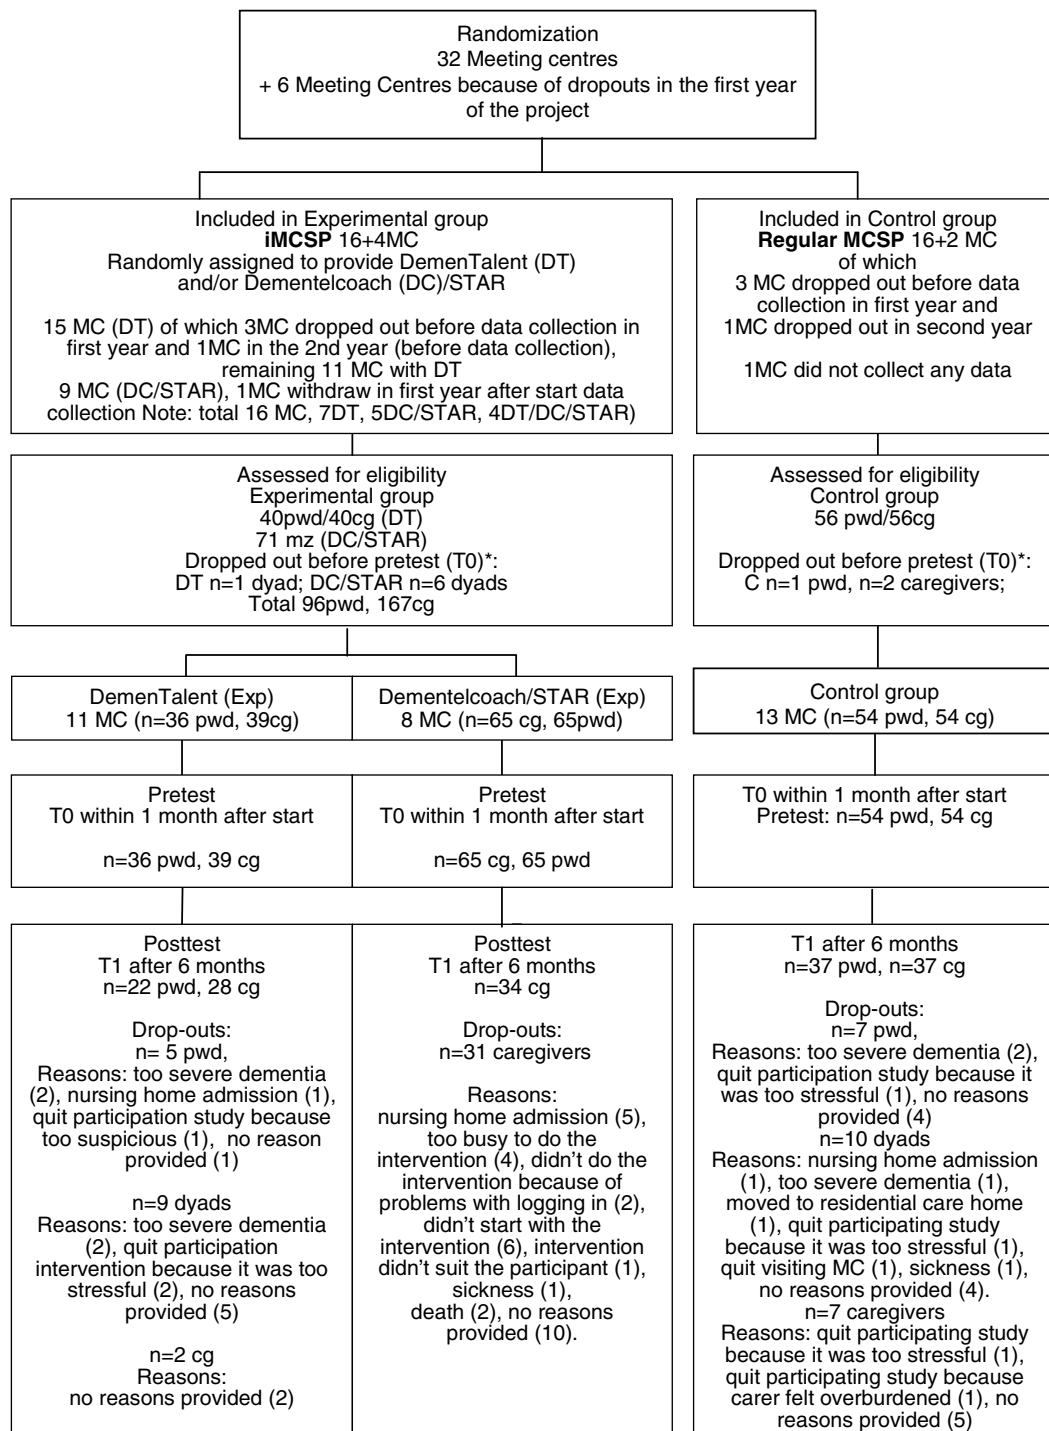 Randomization
32 Meeting centres
+ 6 Meeting Centres because of dropouts in the first year
of the project
Included in Experimental group
iMCSP 16+4MC
Randomly assigned to provide DemenTalent (DT)
and/or Dementelcoach (DC)/STAR
15 MC (DT) of which 3MC dropped out before data collection in
first year and 1MC in the 2nd year (before data collection),
remaining 11 MC with DT
9 MC (DC/STAR), 1MC withdraw in first year after start data
collection Note: total 16 MC, 7DT, 5DC/STAR, 4DT/DC/STAR)
Included in Control group
Regular MCSP 16+2 MC
of which
3 MC dropped out before data
collection in first year and
1MC dropped out in second year
1MC did not collect any data
Assessed for eligibility
Experimental group
40pwd/40cg (DT)
71 mz (DC/STAR)
Dropped out before pretest (T0)*:
DT n=1 dyad; DC/STAR n=6 dyads
Total 96pwd, 167cg
Assessed for eligibility
Control group
56 pwd/56cg
Dropped out before pretest (T0)*:
C n=1 pwd, n=2 caregivers;
DemenTalent (Exp)
11 MC (n=36 pwd, 39cg)
Dementelcoach/STAR (Exp)
8 MC (n=65 cg, 65pwd)
Control group
13 MC (n=54 pwd, 54 cg)
Pretest
T0 within 1 month after start
n=36 pwd, 39 cg
Pretest
T0 within 1 month after start
n=65 cg, 65 pwd
T0 within 1 month after start
Pretest: n=54 pwd, 54 cg
Posttest
T1 after 6 months
n=22 pwd, 28 cg
Drop-outs:
n= 5 pwd,
Reasons: too severe dementia
(2), nursing home admission (1),
quit participation study because
too suspicious (1), no reason
provided (1)
n=9 dyads
Reasons: too severe dementia
(2), quit participation
intervention because it was too
stressful (2), no reasons
provided (5)
n=2 cg
Reasons:
no reasons provided (2)
Posttest
T1 after 6 months
n=34 cg
Drop-outs:
n=31 caregivers
Reasons:
nursing home admission (5),
too busy to do the
intervention (4), didn't do the
intervention because of
problems with logging in (2),
didn't start with the
intervention (6), intervention
didn't suit the participant (1),
sickness (1),
death (2), no reasons
provided (10).
T1 after 6 months
n=37 pwd, n=37 cg
Drop-outs:
n=7 pwd,
Reasons: too severe dementia (2),
quit participation study because it
was too stressful (1), no reasons
provided (4)
n=10 dyads
Reasons: nursing home admission
(1), too severe dementia (1),
moved to residential care home
(1), quit participating study
because it was too stressful (1),
quit visiting MC (1), sickness (1),
no reasons provided (4).
n=7 caregivers
Reasons: quit participating study
because it was too stressful (1),
quit participating study because
carer felt overburdened (1), no
reasons provided (5)